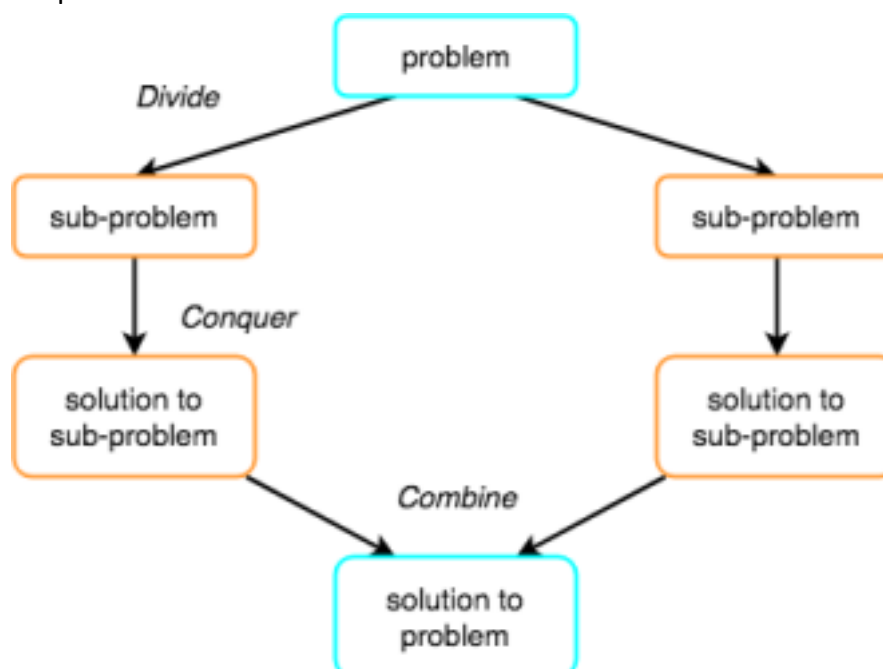 problem
Divide
sub-problem
sub-problem
Conquer
solution to
sub-problem
solution to
sub-problem
Combine
solution to
problem